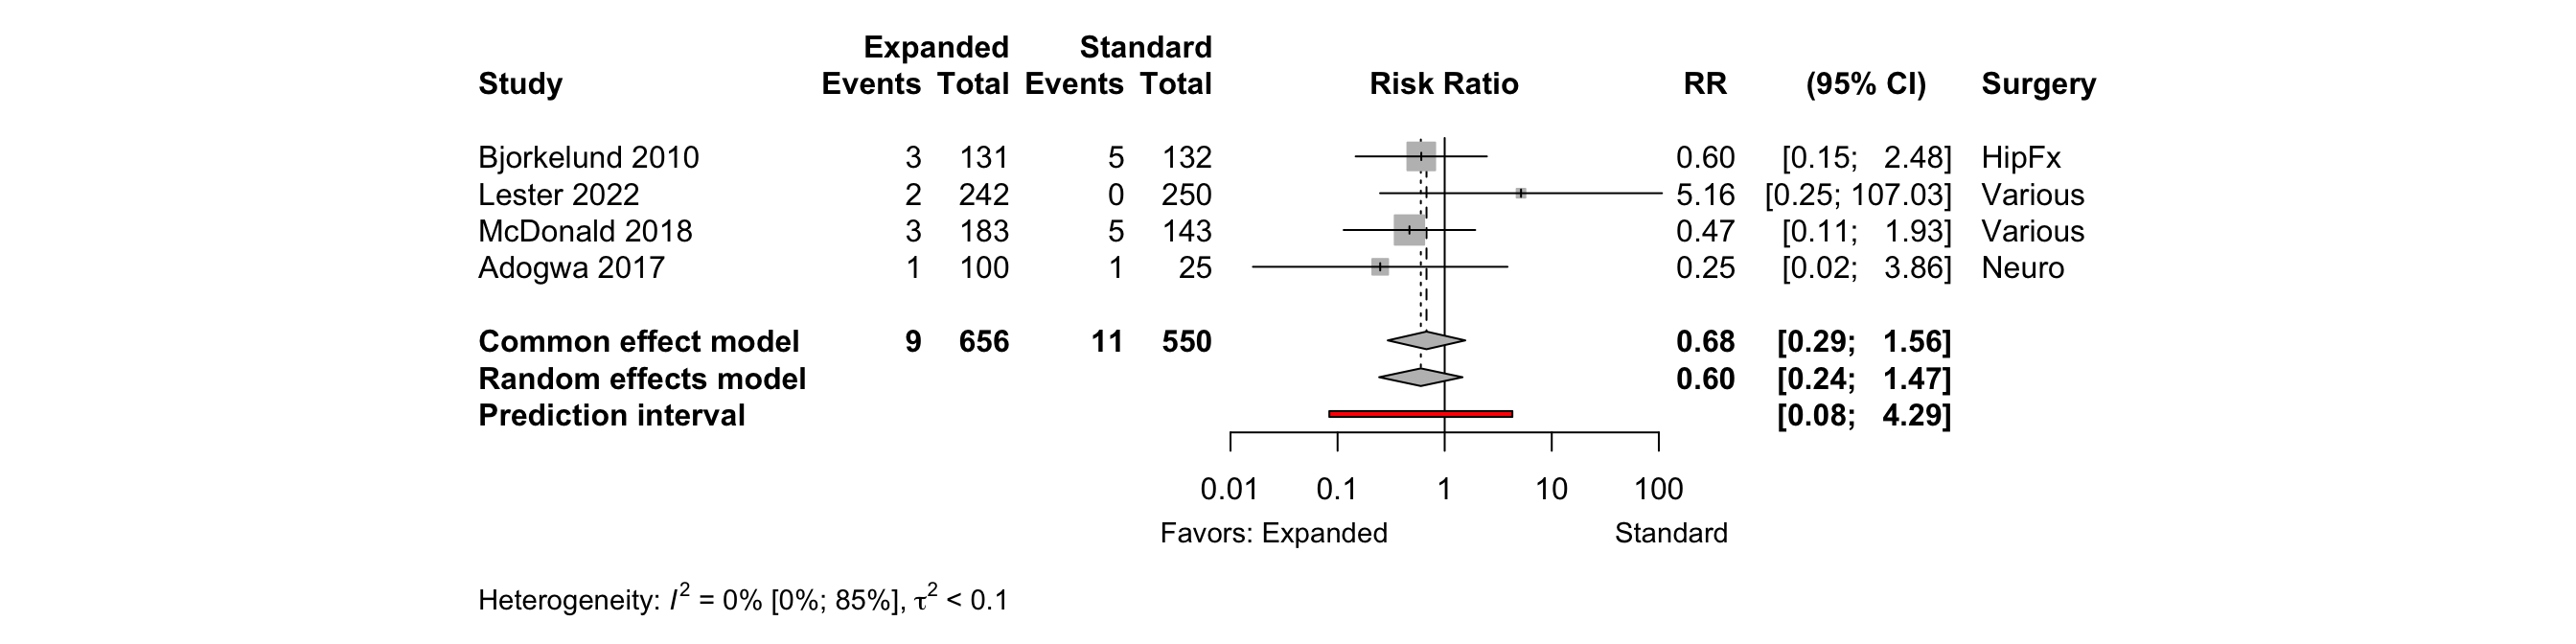 Expanded Standard
Study Events Total Events Total Risk Ratio RR (95% CI) Surgery
Bjorkelund 2010 3 131 5 132 0.60 [0.15; 2.48] HipFx
Lester 2022 2 242 0 250 5.16 [0.25; 107.03] Various
McDonald 2018 3 183 5 143 0.47 [0.11; 1.93] Various
Adogwa 2017 1 100 1 25 0.25 [0.02; 3.86] Neuro
Common effect model 9 656 11 550 0.68 [0.29; 1.56]
Random effects model 0.60 [0.24; 1.47]
Prediction interval [0.08; 4.29]
0.01 0.1 1 10 100
Favors: Expanded Standard
Heterogeneity: I² = 0% [0%; 85%], τ² < 0.1